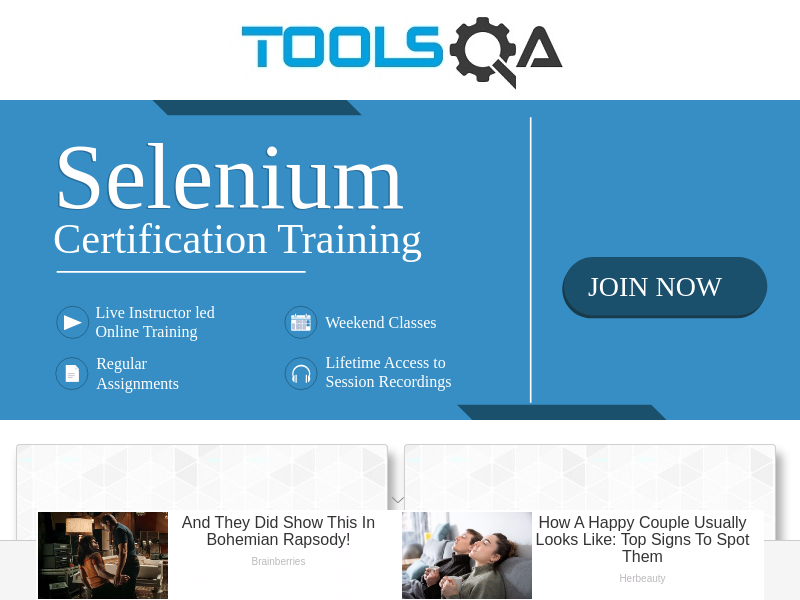 TOOLSQA
Selenium
Certification Training
JOIN NOW
Live Instructor led
Online Training
Weekend Classes
Regular
Assignments
Lifetime Access to
Session Recordings
And They Did Show This In
Bohemian Rapsody!
Brainberries
How A Happy Couple Usually
Looks Like: Top Signs To Spot
Them
Herbeauty